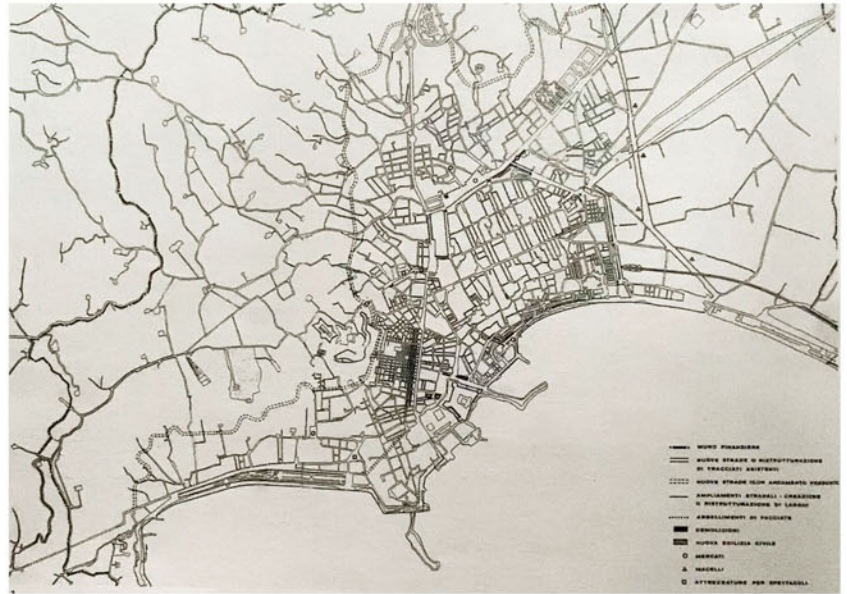 MURO FINANZIERE
NUOVE STRADE O RISTRUTTURAZIONE
DI TRACCIATI ESISTENTI
NUOVE STRADE (CON ANDAMENTO PRESUNTO
AMPLIAMENTI STRADALI - CREAZIONE
O RISTRUTTURAZIONE DI LARGHI
ABBELLIMENTI DI FACCIATE
DEMOLIZIONI
NUOVA EDILIZIA CIVILE
MERCATI
MACELLI
ATTREZZATURE PER SPETTACOLI